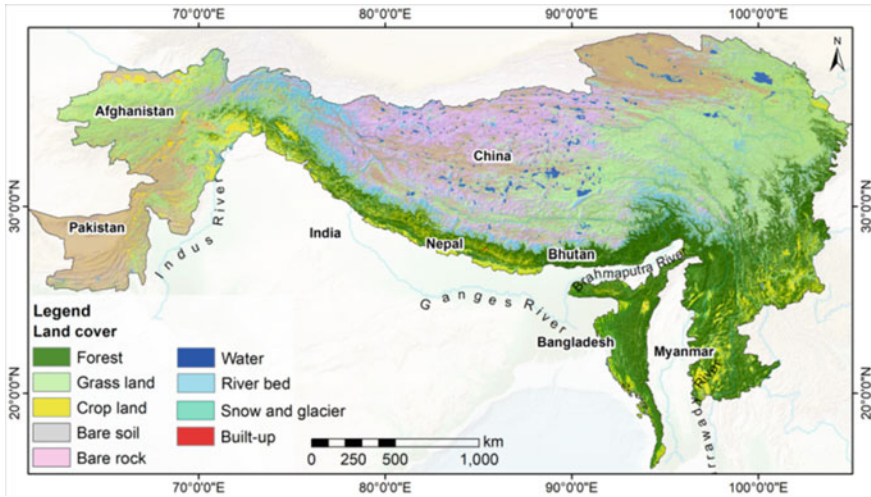 70°0'0"E 80°0'0"E 90°0'0"E 100°0'0"E
N
Afghanistan
China
30°0'0"N 30°0'0"N
Pakistan
Indus River
India
Nepal
Bhutan
Brahmaputra River
Ganges River
Bangladesh
Myanmar
rrawady River
20°0'0"N 20°0'0"N
Legend
Land cover
Forest
Grass land
Crop land
Bare soil
Bare rock
Water
River bed
Snow and glacier
Built-up
km
0 250 500 1,000
70°0'0"E 80°0'0"E 90°0'0"E 100°0'0"E